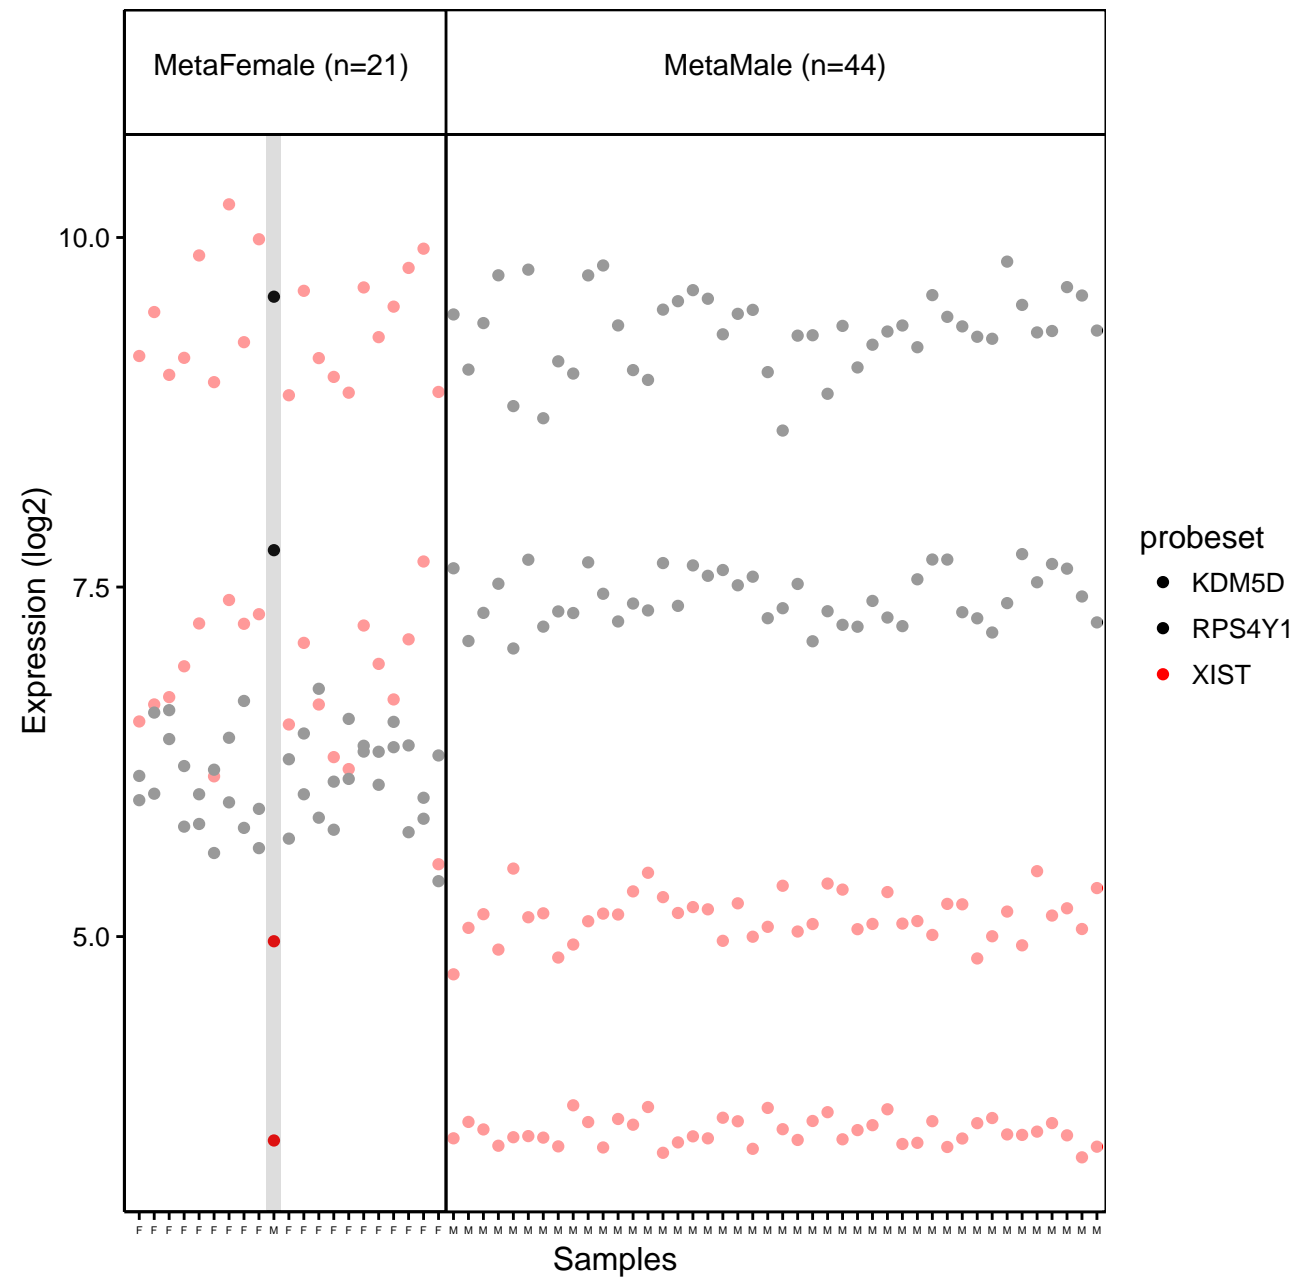 MetaFemale (n=21)
MetaMale (n=44)
10.0
7.5
5.0
Expression (log2)
F F F F F F F F F M F F F F F F F F F F F
M M M M M M M M M M M M M M M M M M M M M M M M M M M M M M M M M M M M M M M M M M M M
Samples
probeset
KDM5D
RPS4Y1
XIST